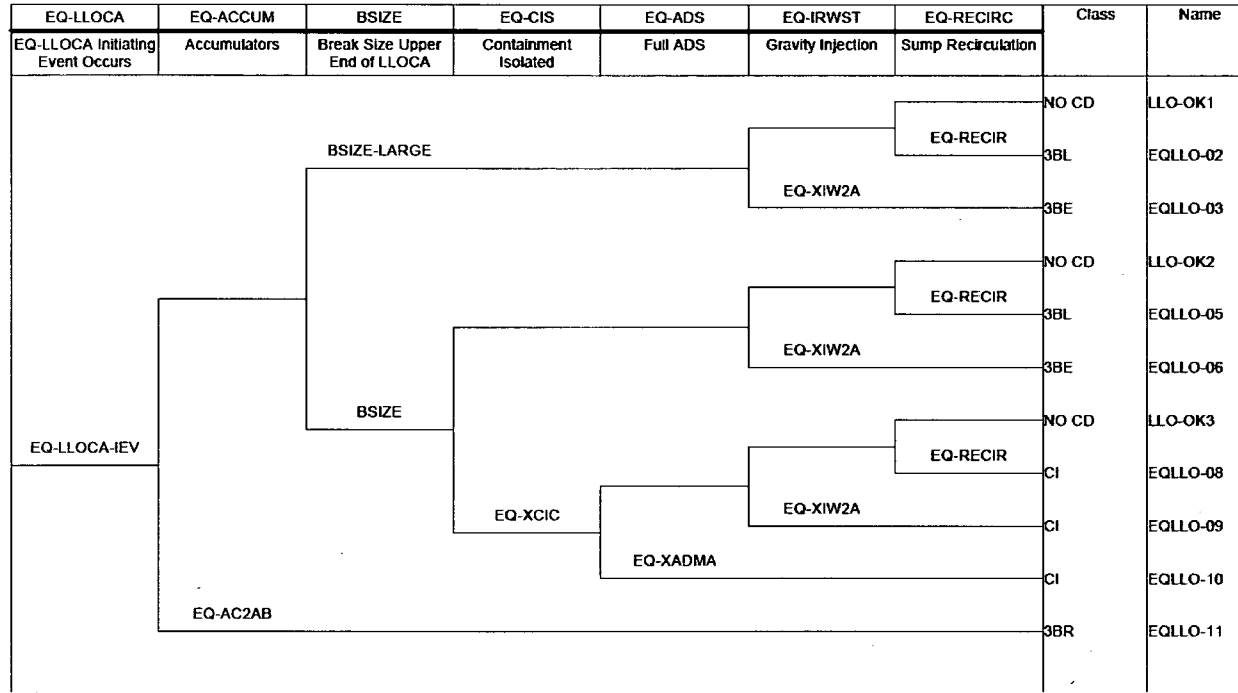 EQ-LLOCA EQ-ACCUM BSIZE EQ-CIS EQ-ADS EQ-IRWST EQ-RECIRC Class Name
EQ-LLOCA Initiating Event Occurs
Accumulators
Break Size Upper End of LLOCA
Containment Isolated
Full ADS
Gravity Injection
Sump Recirculation
NO CD LLO-OK1
BSIZE-LARGE EQ-RECIR
3BL EQLLO-02
EQ-XIW2A
3BE EQLLO-03
NO CD LLO-OK2
EQ-RECIR
3BL EQLLO-05
EQ-XIW2A
3BE EQLLO-06
BSIZE
NO CD LLO-OK3
EQ-LLOCA-IEV EQ-RECIR
CI EQLLO-08
EQ-XCIC EQ-XIW2A
CI EQLLO-09
EQ-XADMA
CI EQLLO-10
EQ-AC2AB
3BR EQLLO-11